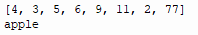 [4, 3, 5, 6, 9, 11, 2, 77]
apple